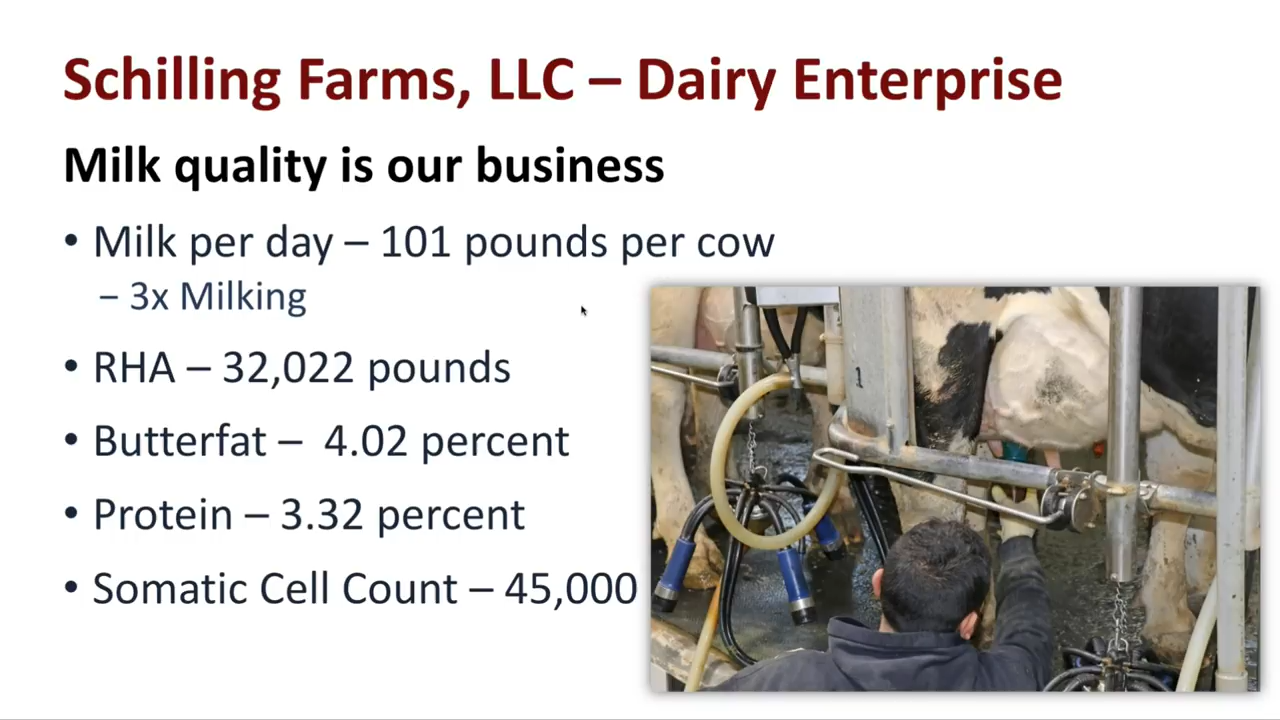 Schilling Farms, LLC – Dairy Enterprise
Milk quality is our business
• Milk per day – 101 pounds per cow
– 3x Milking
• RHA – 32,022 pounds
• Butterfat – 4.02 percent
• Protein – 3.32 percent
• Somatic Cell Count – 45,000
1